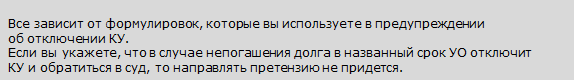 Все зависит от формулировок, которые вы используете в предупреждении
об отключении КУ.
Если вы укажете, что в случае непогашения долга в названный срок УО отключит
КУ и обратиться в суд, то направлять претензию не придется.